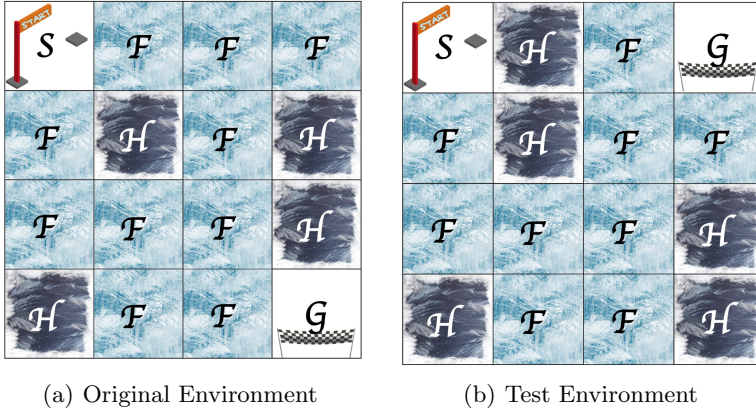 START
S F F F
F H F H
F F F H
H F F G
(a) Original Environment
START
S H F G
F H F F
F F F H
H F F H
(b) Test Environment